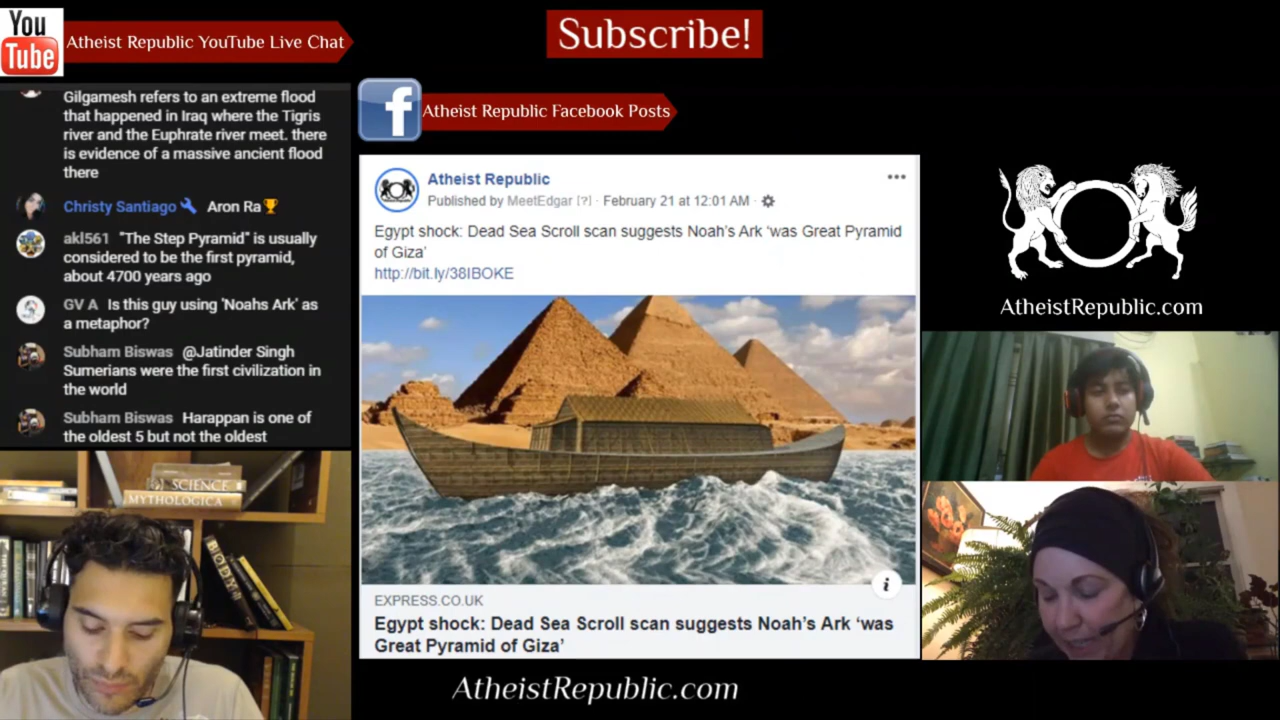 You
Tube
Atheist Republic YouTube Live Chat
Subscribe!
Gilgamesh refers to an extreme flood
that happened in Iraq where the Tigris
river and the Euphrate river meet. there
is evidence of a massive ancient flood
there
Christy Santiago Aron Ra🏆
akl561 "The Step Pyramid" is usually
considered to be the first pyramid,
about 4700 years ago
GV A Is this guy using 'Noahs Ark' as
a metaphor?
Subham Biswas @Jatinder Singh
Sumerians were the first civilization in
the world
Subham Biswas Harappan is one of
the oldest 5 but not the oldest
SCIENCE
MYTHOLOGICA
f
Atheist Republic Facebook Posts
Atheist Republic
Published by MeetEdgar [?] · February 21 at 12:01 AM ·
Egypt shock: Dead Sea Scroll scan suggests Noah's Ark ‘was Great Pyramid
of Giza’
http://bit.ly/38IBOKE
i
EXPRESS.CO.UK
Egypt shock: Dead Sea Scroll scan suggests Noah's Ark ‘was
Great Pyramid of Giza’
AtheistRepublic.com
AtheistRepublic.com